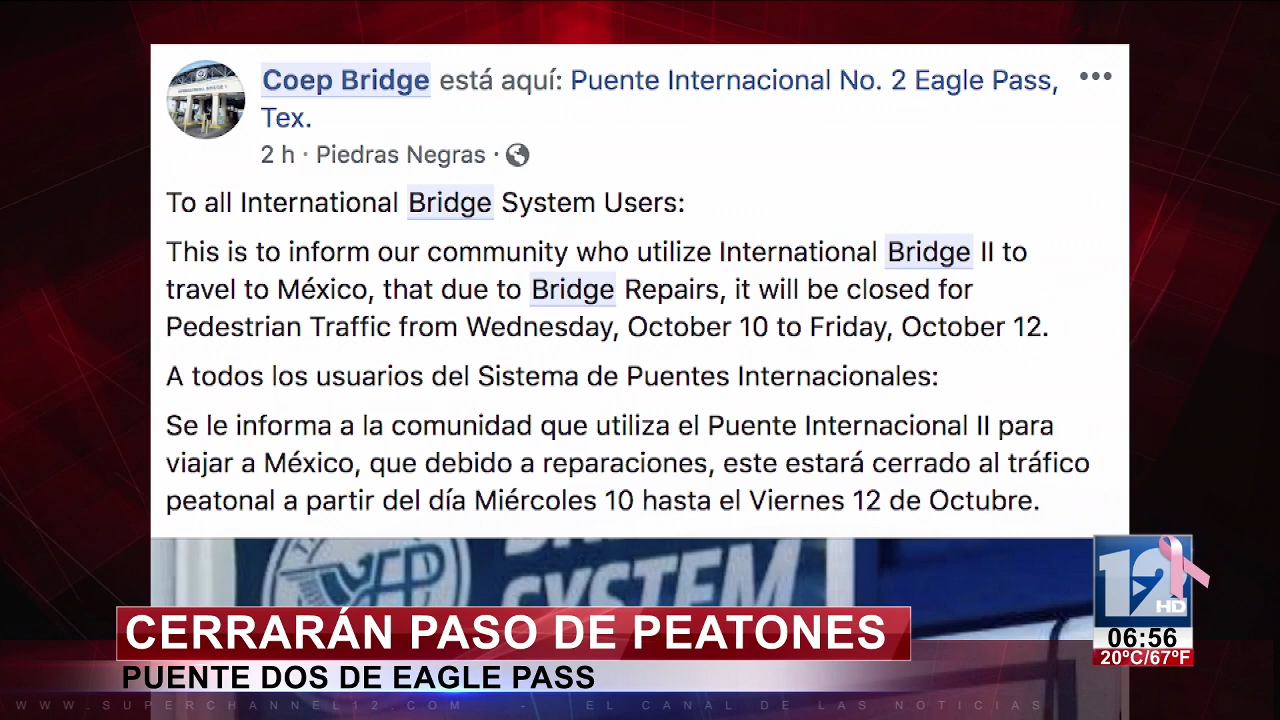 Coep Bridge está aquí: Puente Internacional No. 2 Eagle Pass,
Tex.
2 h · Piedras Negras ·
To all International Bridge System Users:
This is to inform our community who utilize International Bridge II to
travel to México, that due to Bridge Repairs, it will be closed for
Pedestrian Traffic from Wednesday, October 10 to Friday, October 12.
A todos los usuarios del Sistema de Puentes Internacionales:
Se le informa a la comunidad que utiliza el Puente Internacional II para
viajar a México, que debido a reparaciones, este estará cerrado al tráfico
peatonal a partir del día Miércoles 10 hasta el Viernes 12 de Octubre.
SYSTEM
12
HD
CERRARÁN PASO DE PEATONES
06:56
20ºC/67ºF
PUENTE DOS DE EAGLE PASS
WWW.SUPERCHANNEL12.COM - EL CANAL DE LAS NOTICIAS